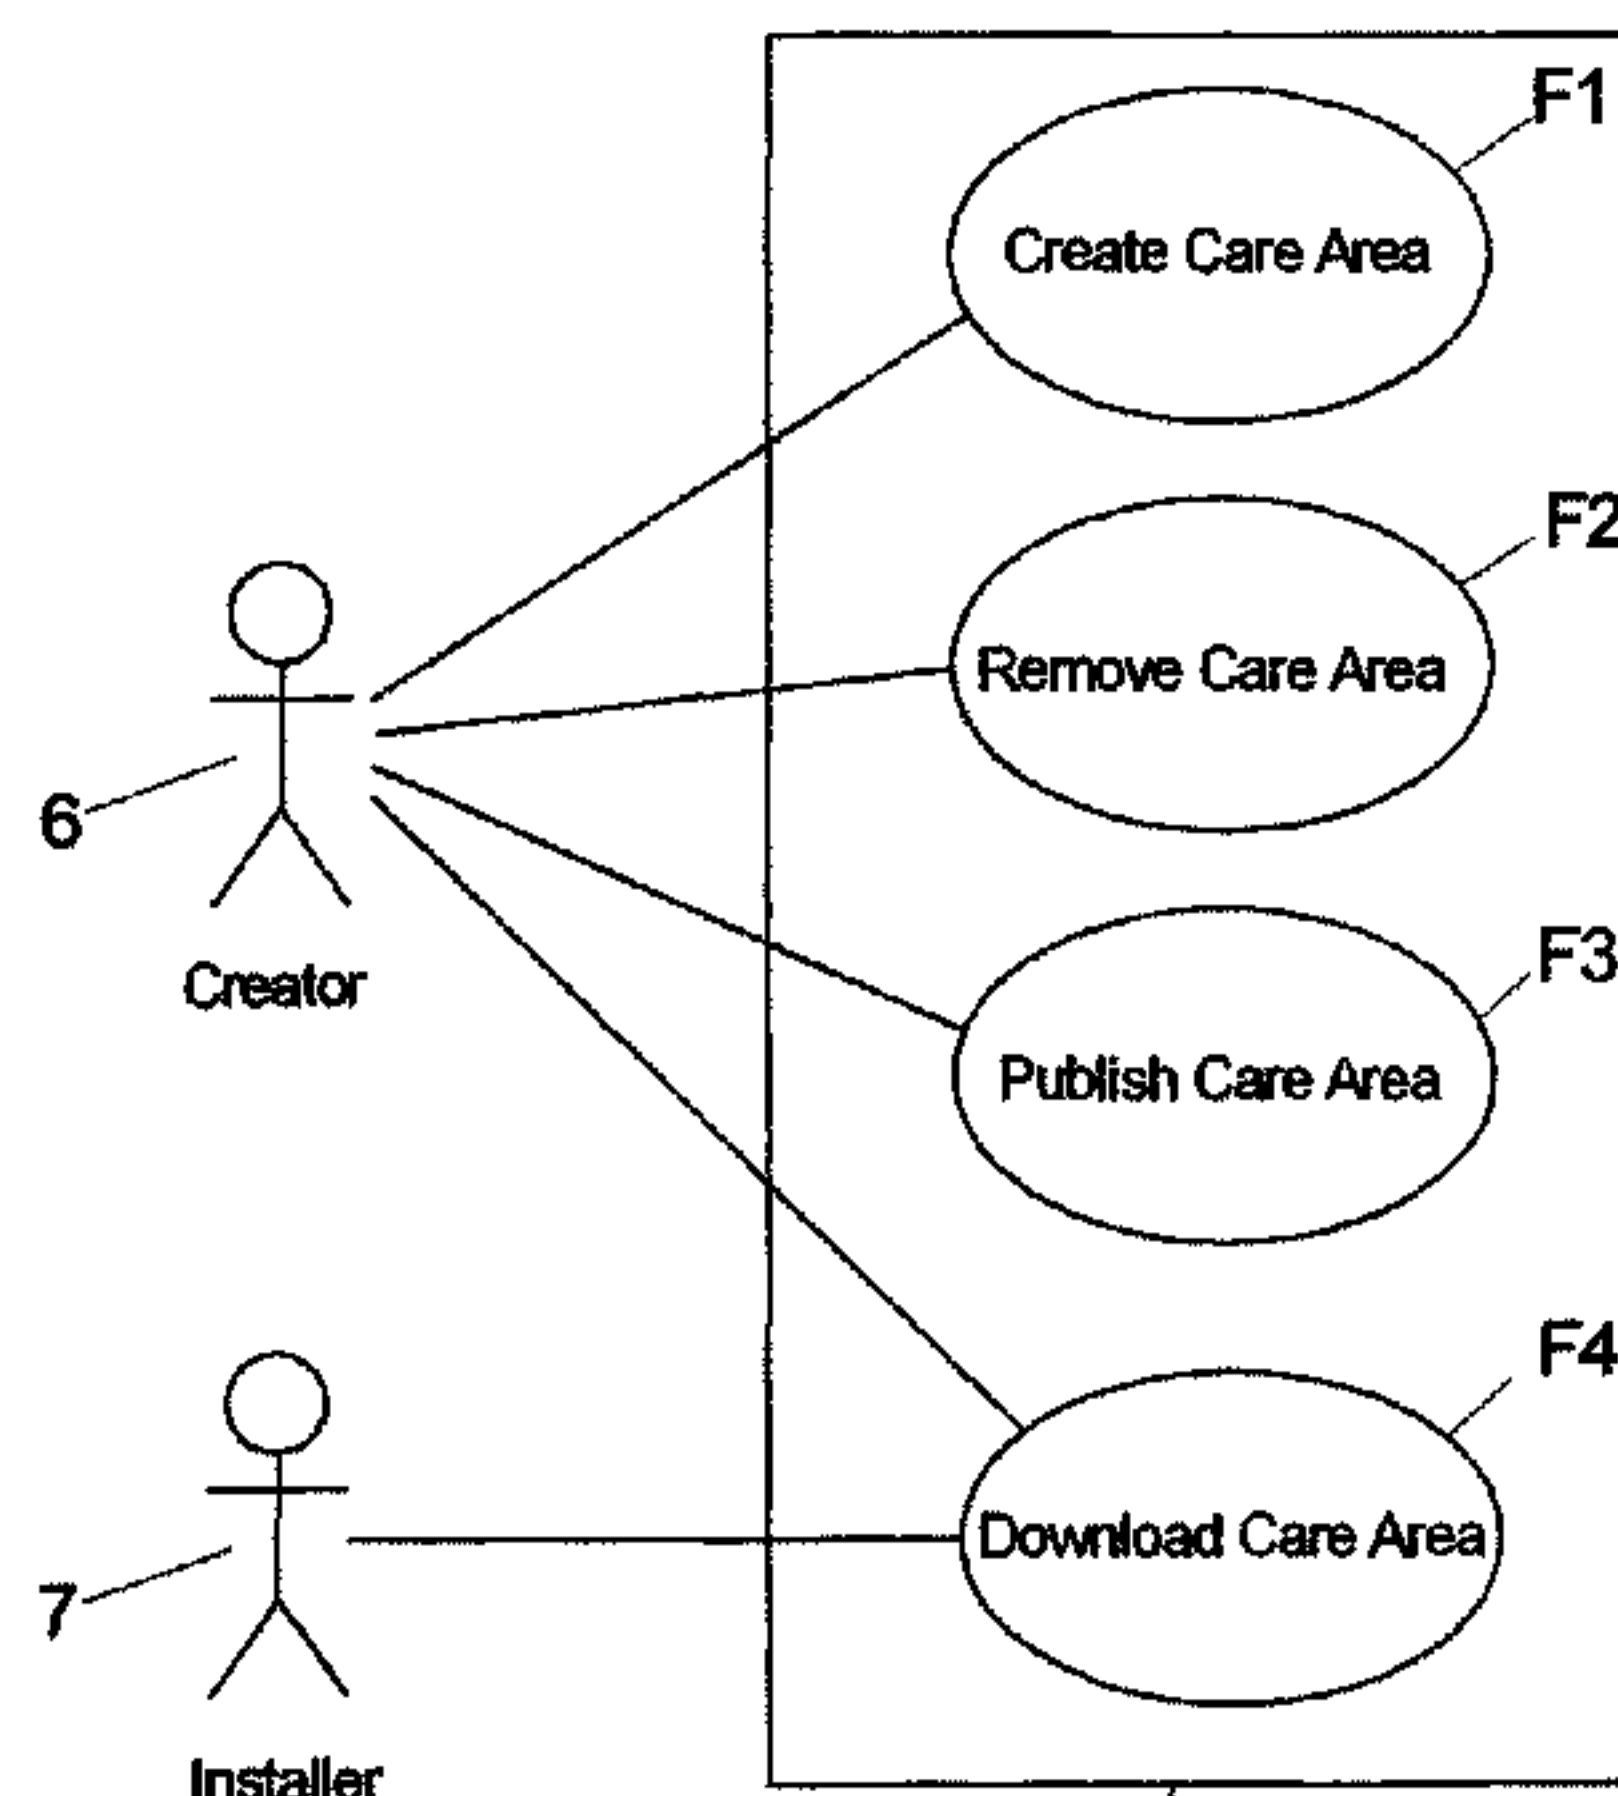 F1
Create Care Area
F2
Remove Care Area
6
Creator
F3
Publish Care Area
F4
Download Care Area
7
Installer